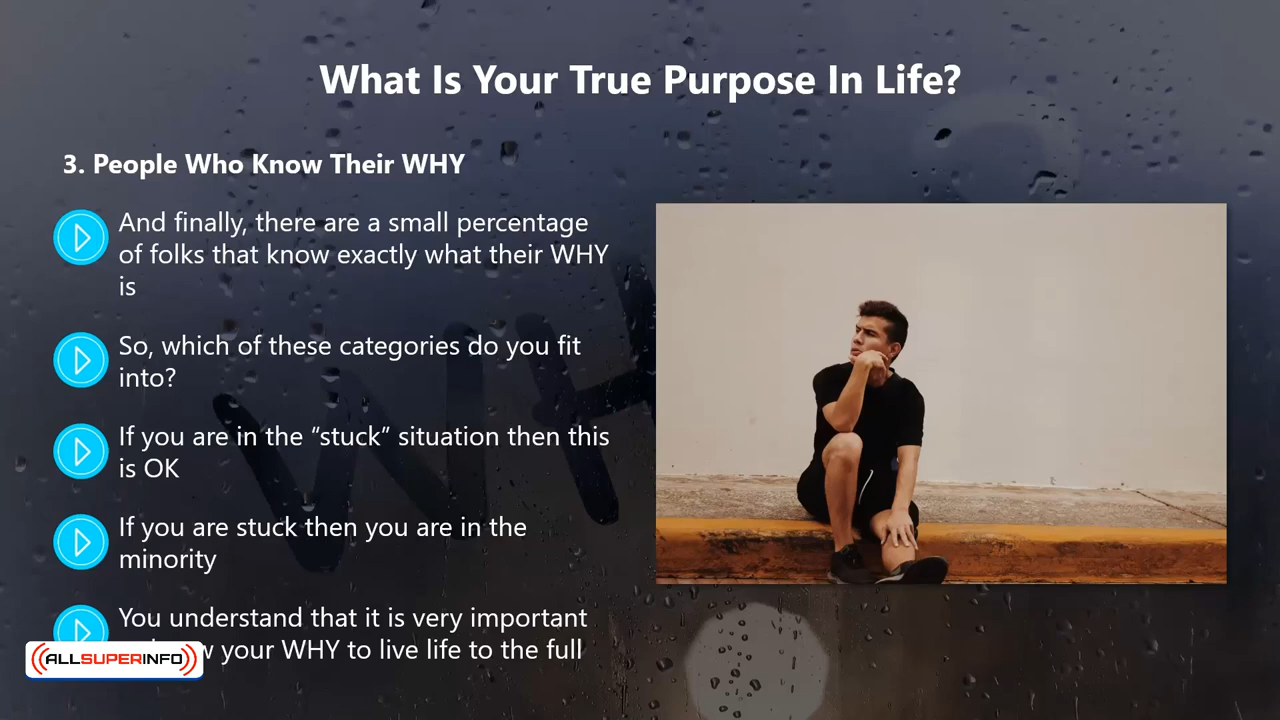 What Is Your True Purpose In Life?
3. People Who Know Their WHY
And finally, there are a small percentage
of folks that know exactly what their WHY
is
So, which of these categories do you fit
into?
If you are in the “stuck” situation then this
is OK
If you are stuck then you are in the
minority
You understand that it is very important
your WHY to live life to the full
ALLSUPERINFO
WH